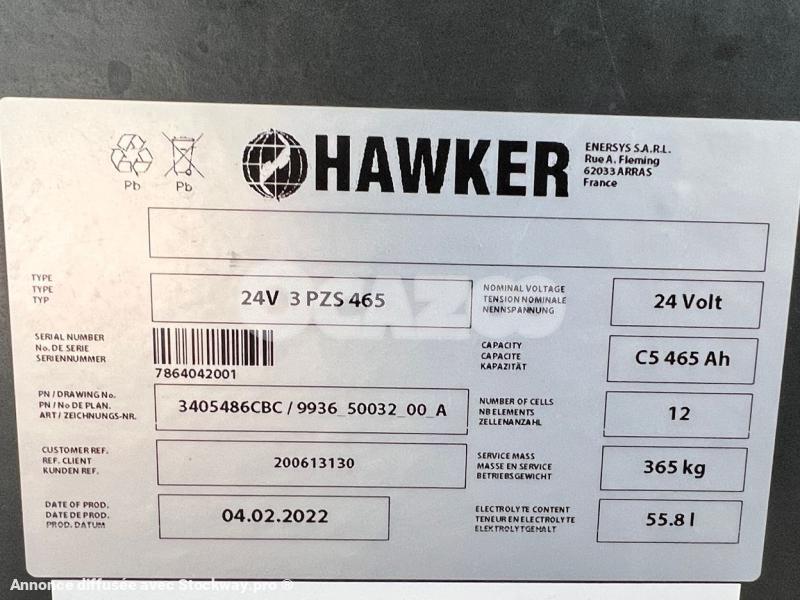 Pb
Pb
HAWKER
ENERSYS S.A.R.L.
Rue A. Fleming
62033 ARRAS
France
OCAZOO
TYPE
TYPE
TYP
24V 3 PZS 465
NOMINAL VOLTAGE
TENSION NOMINALE
NENNSPANNUNG
24 Volt
SERIAL NUMBER
No. DE SERIE
SERIENNUMMER
7864042001
CAPACITY
CAPACITE
KAPAZITÄT
C5 465 Ah
PN / DRAWING No.
PN / No DE PLAN.
ART / ZEICHNUNGS-NR.
3405486CBC / 9936_50032_00_A
NUMBER OF CELLS
NB ELEMENTS
ZELLENANZAHL
12
CUSTOMER REF.
REF. CLIENT
KUNDEN REF.
200613130
SERVICE MASS
MASSE EN SERVICE
BETRIEBSGEWICHT
365 kg
DATE OF PROD.
DATE DE PROD.
PROD. DATUM
04.02.2022
ELECTROLYTE CONTENT
TENEUR EN ELECTROLYTE
ELEKTROLYTGEHALT
55.8 l
Annonce diffusée avec Stockway.pro ®